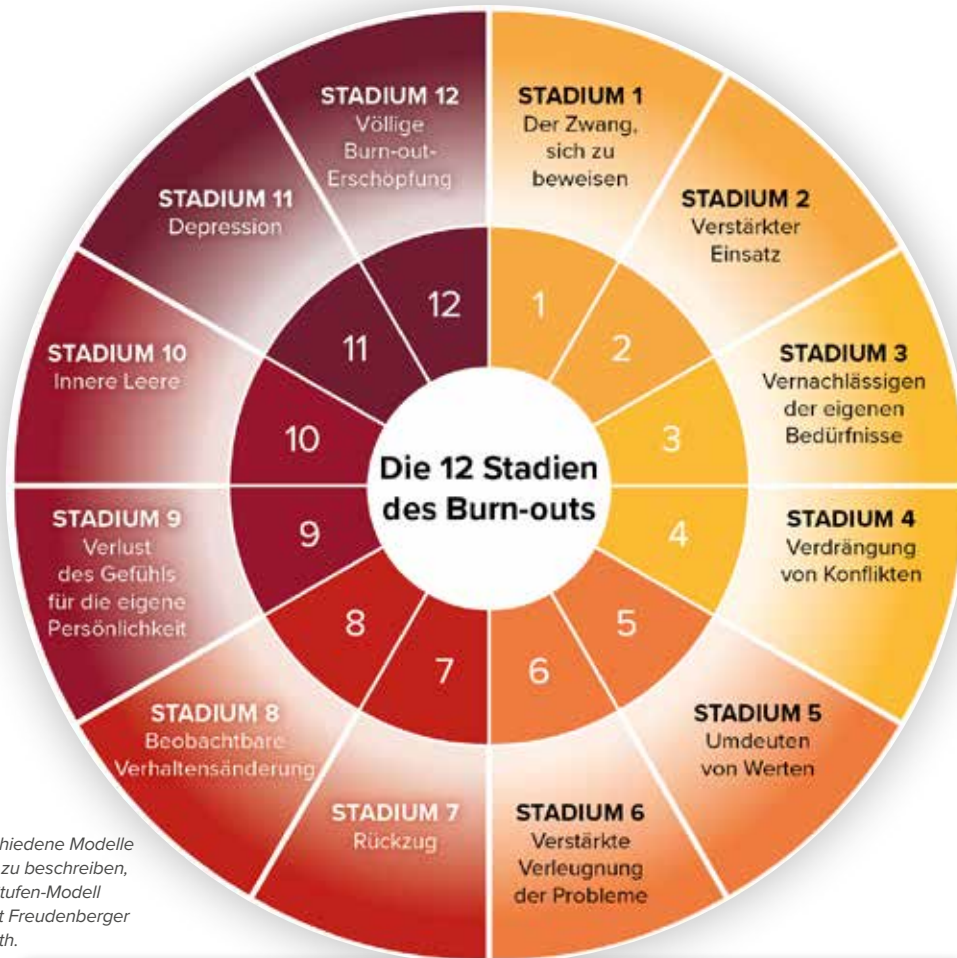 STADIUM 12
Völlige
Burn-out-
Erschöpfung
STADIUM 1
Der Zwang,
sich zu
beweisen
STADIUM 11
Depression
STADIUM 2
Verstärkter
Einsatz
STADIUM 10
Innere Leere
STADIUM 3
Vernachlässigen
der eigenen
Bedürfnisse
STADIUM 9
Verlust
des Gefühls
für die eigene
Persönlichkeit
STADIUM 4
Verdrängung
von Konflikten
STADIUM 8
Beobachtbare
Verhaltensänderung
STADIUM 5
Umdeuten
von Werten
STADIUM 7
Rückzug
STADIUM 6
Verstärkte
Verleugnung
der Probleme
12
1
11
2
10
3
9
4
8
5
7
6
Die 12 Stadien
des Burn-outs
Modelle
zu beschreiben,
Freudenberger